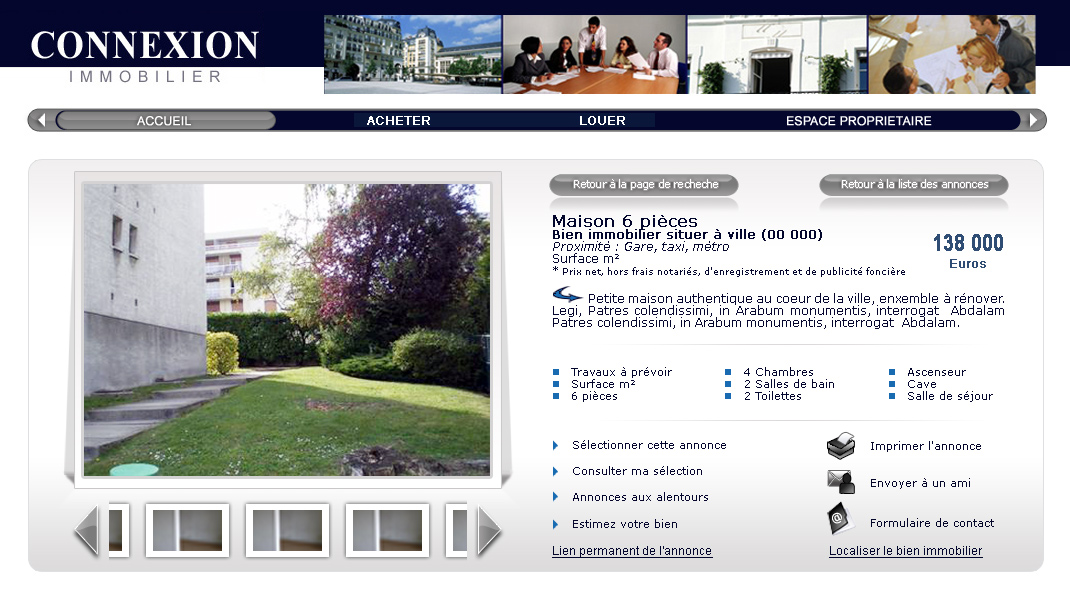 CONNEXION
IMMOBILIER
ACCUEIL
ACHETER
LOUER
ESPACE PROPRIETAIRE
Retour à la page de recheche
Retour à la liste des annonces
Maison 6 pièces
Bien immobilier situer à ville (00 000)
Proximité : Gare, taxi, métro
Surface m²
* Prix net, hors frais notariés, d'enregistrement et de publicité foncière
138 000
Euros
Petite maison authentique au coeur de la ville, enxemble à rénover.
Legi, Patres colendissimi, in Arabum monumentis, interrogat Abdalam
Patres colendissimi, in Arabum monumentis, interrogat Abdalam.
Travaux à prévoir
Surface m²
6 pièces
4 Chambres
2 Salles de bain
2 Toilettes
Ascenseur
Cave
Salle de séjour
Sélectionner cette annonce
Consulter ma sélection
Annonces aux alentours
Estimez votre bien
Lien permanent de l'annonce
Imprimer l'annonce
Envoyer à un ami
@
Formulaire de contact
Localiser le bien immobilier